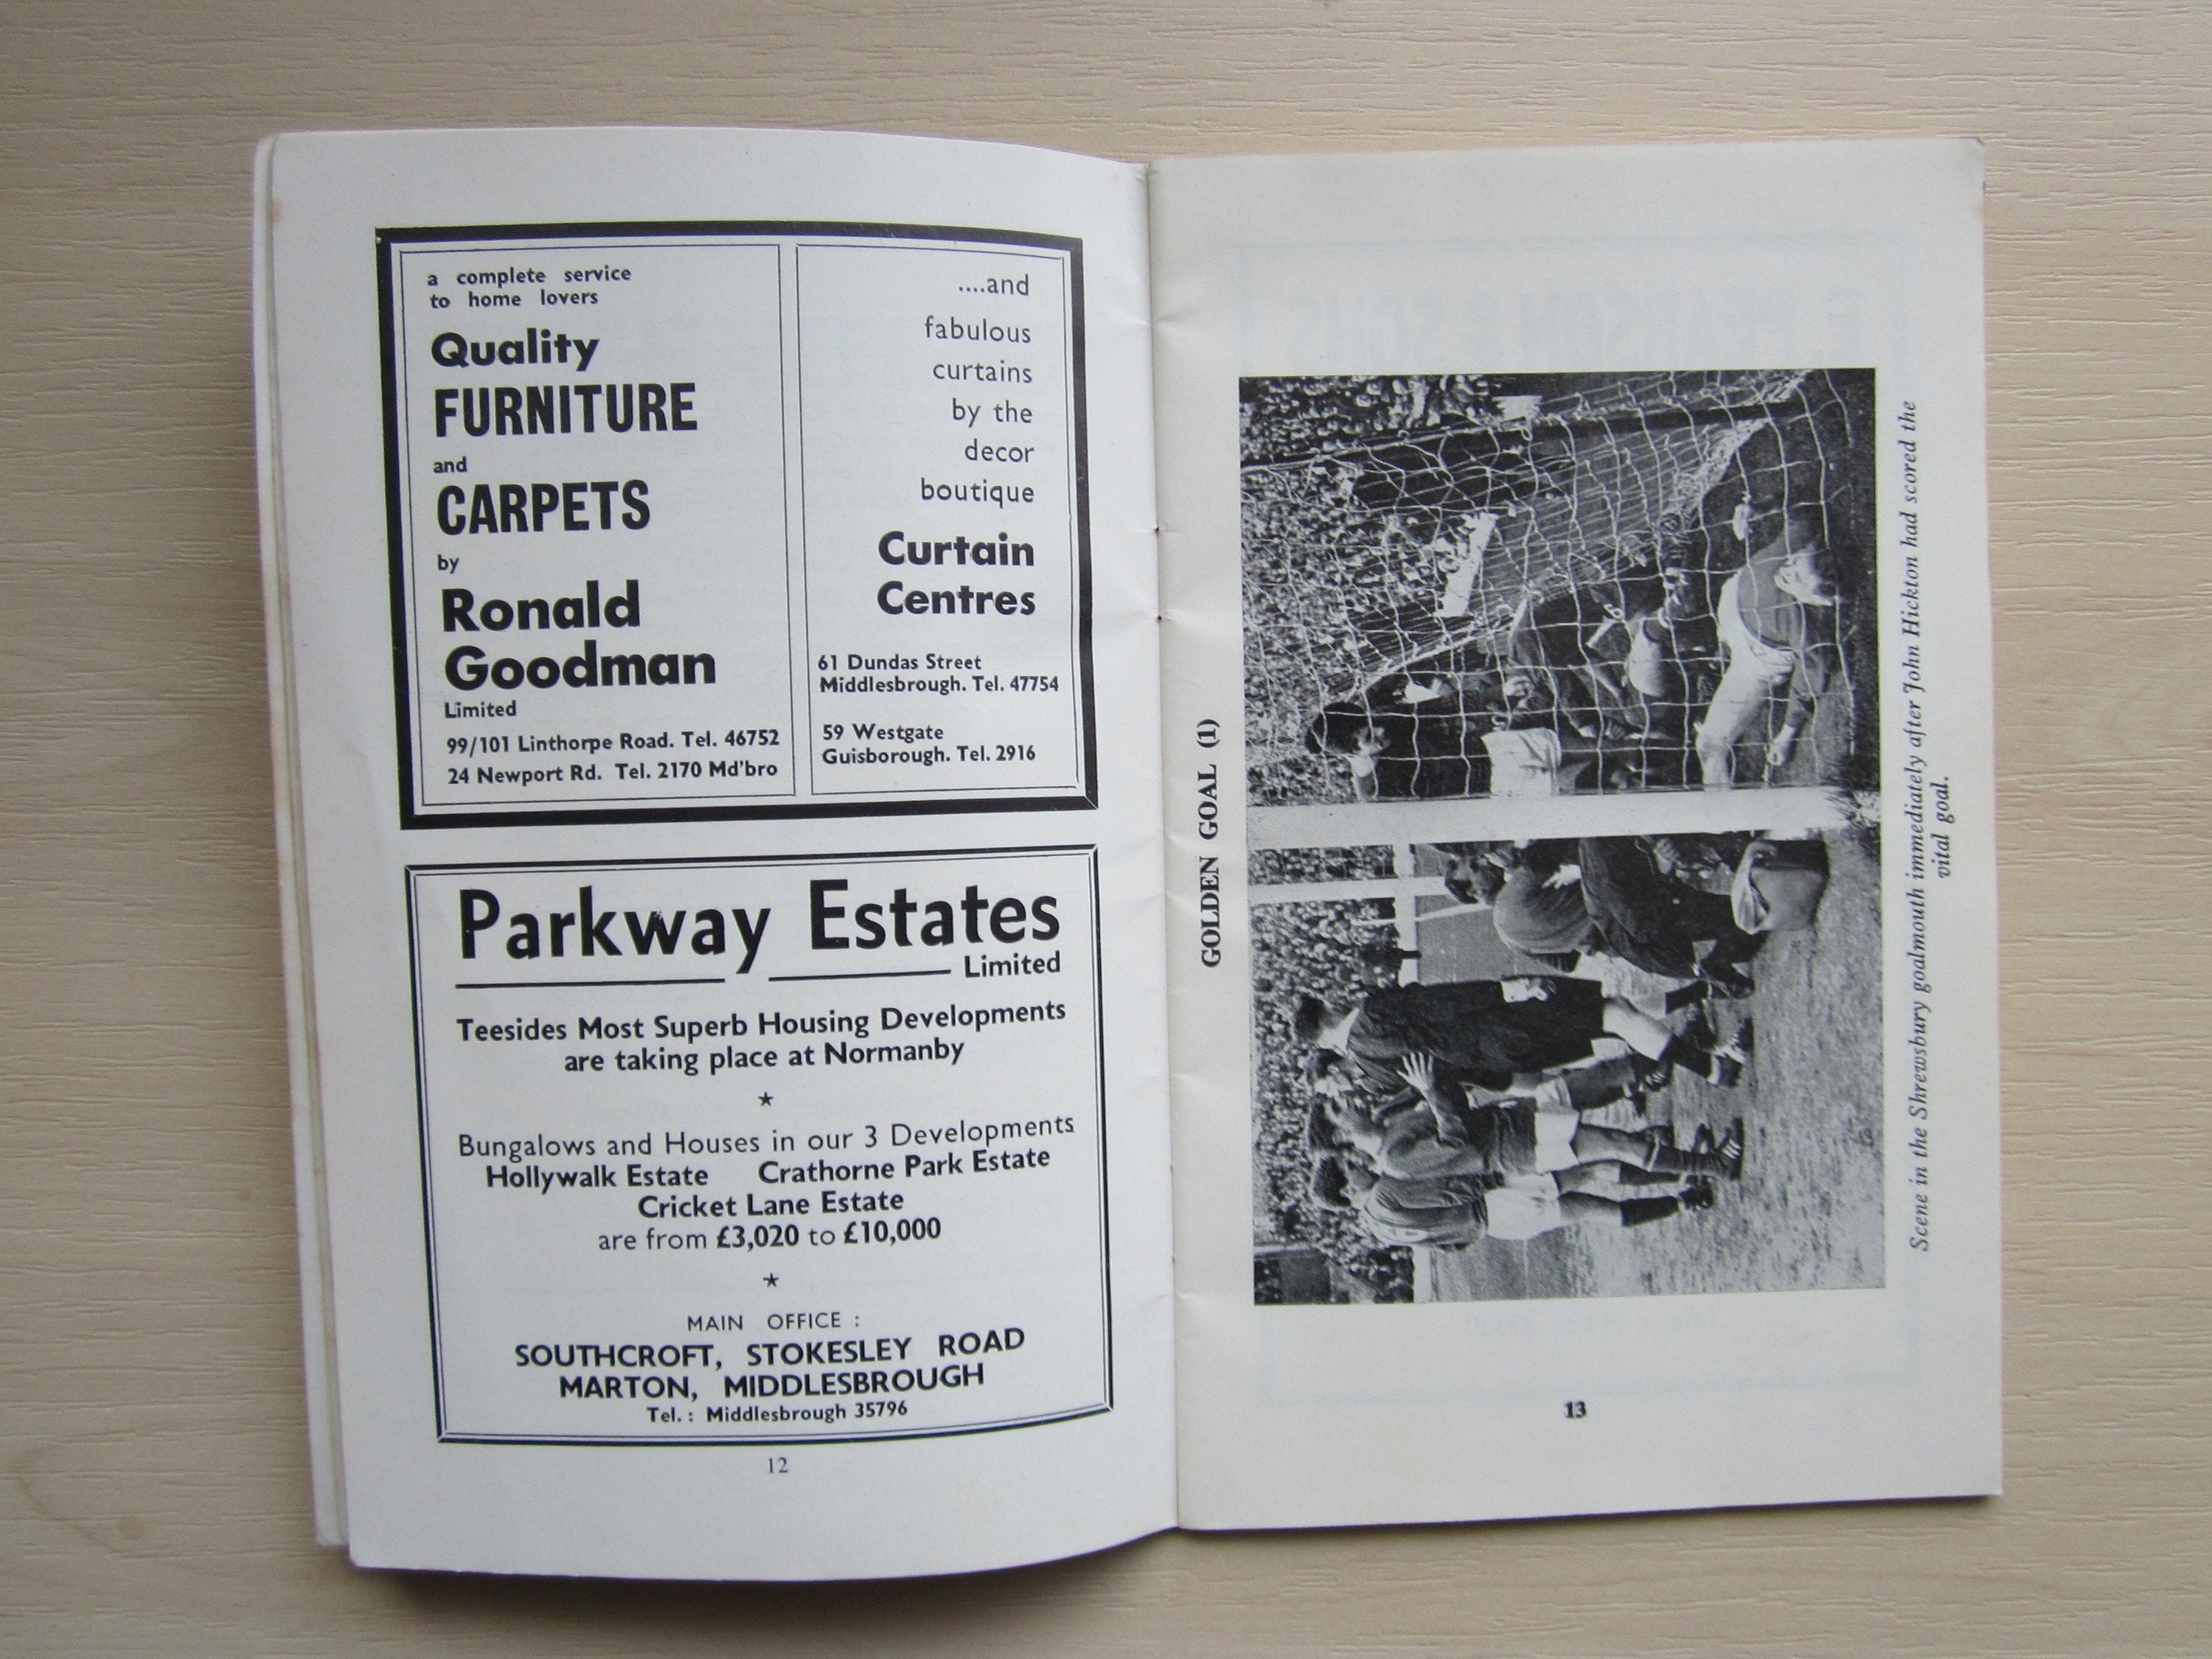 a complete service
to home lovers
Quality
FURNITURE
and
CARPETS
by
Ronald
Goodman
Limited
99/101 Linthorpe Road. Tel. 46752
24 Newport Rd. Tel. 2170 Md'bro
....and
fabulous
curtains
by the
decor
boutique
Curtain
Centres
61 Dundas Street
Middlesbrough. Tel. 47754
59 Westgate
Guisborough. Tel. 2916
Parkway Estates
Limited
Teesides Most Superb Housing Developments
are taking place at Normanby
★
Bungalows and Houses in our 3 Developments
Hollywalk Estate Crathorne Park Estate
Cricket Lane Estate
are from £3,020 to £10,000
★
MAIN OFFICE :
SOUTHCROFT, STOKESLEY ROAD
MARTON, MIDDLESBROUGH
Tel. : Middlesbrough 35796
12
GOLDEN GOAL (1)
Scene in the Shrewsbury goalmouth immediately after John Hickton had scored the
vital goal.
13